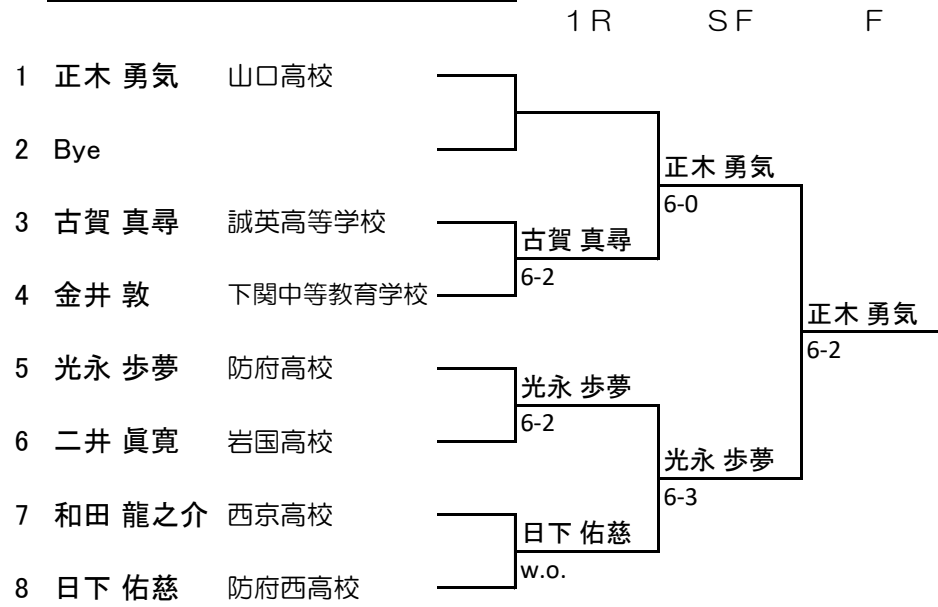 1R SF F
1 正木 勇気 山口高校
2 Bye
正木 勇気
6-0
3 古賀 真尋 誠英高等学校
古賀 真尋
6-2
4 金井 敦 下関中等教育学校
正木 勇気
6-2
5 光永 歩夢 防府高校
光永 歩夢
6-2
6 二井 眞寛 岩国高校
光永 歩夢
6-3
7 和田 龍之介 西京高校
日下 佑慈
w.o.
8 日下 佑慈 防府西高校